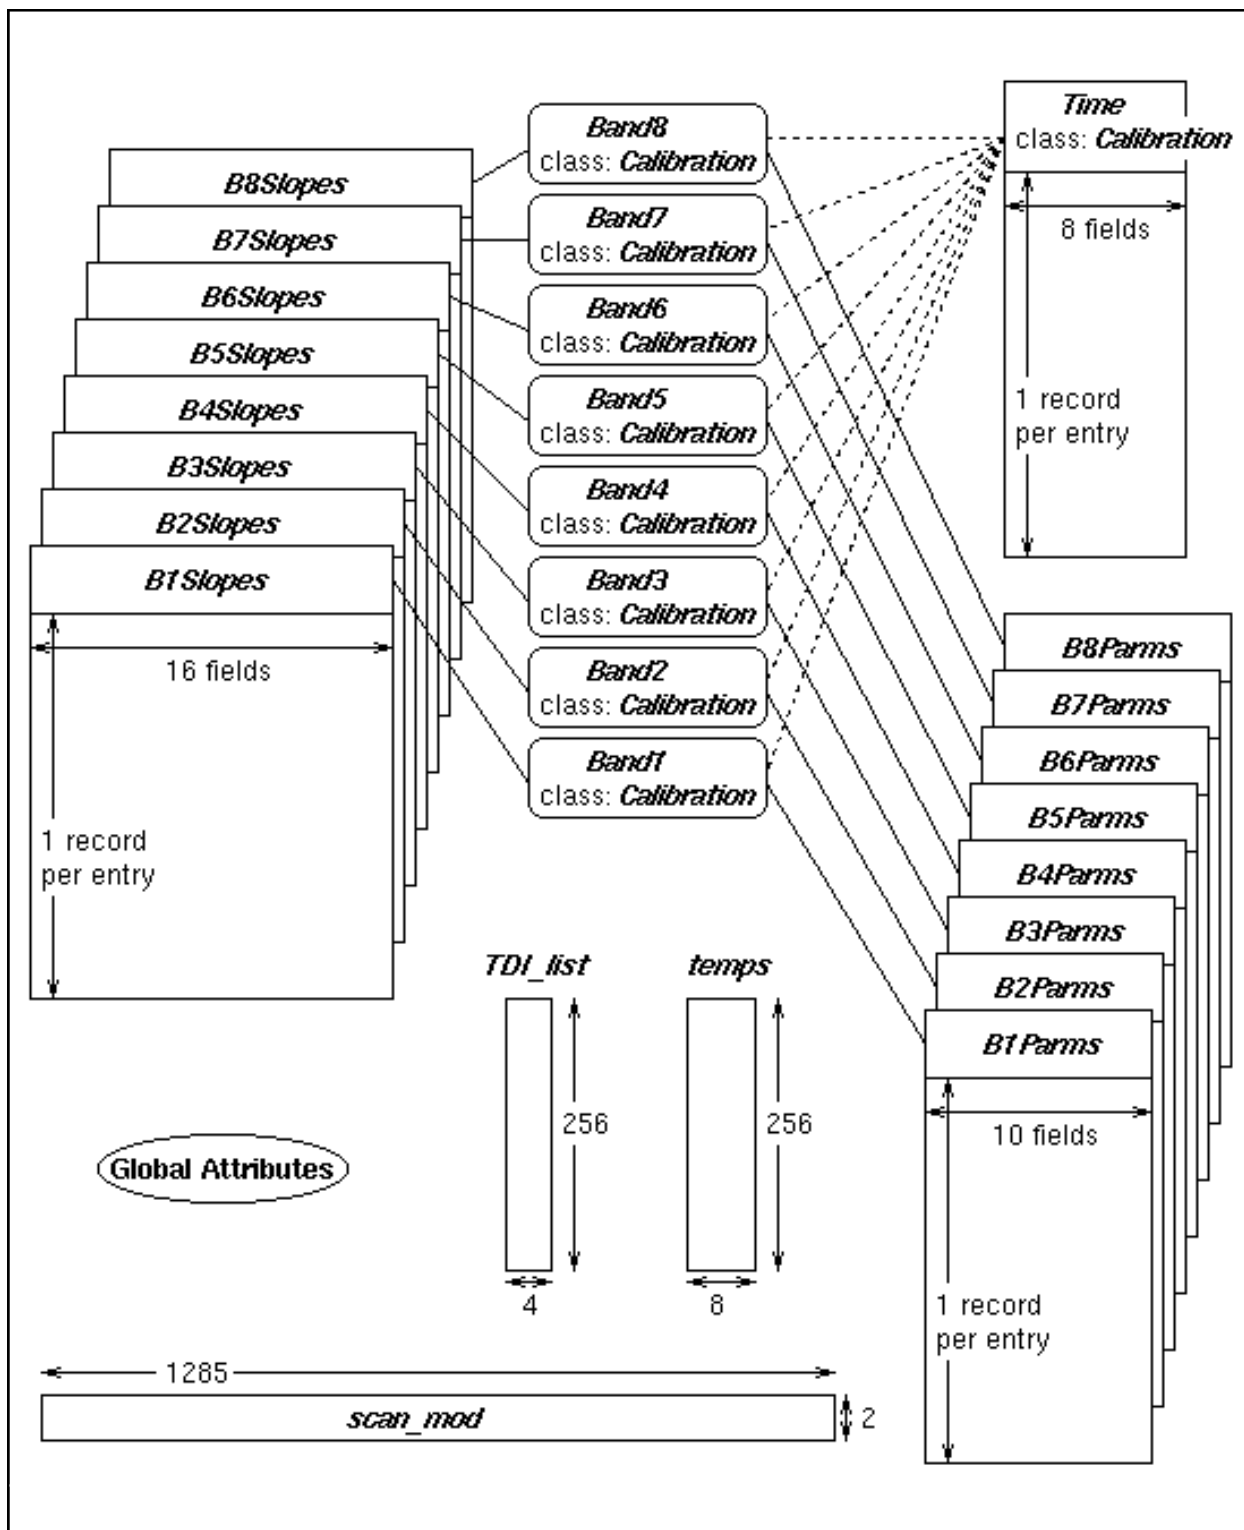 Time
class: Calibration
8 fields
1 record
per entry
Band8
class: Calibration
Band7
class: Calibration
Band6
class: Calibration
Band5
class: Calibration
Band4
class: Calibration
Band3
class: Calibration
Band2
class: Calibration
Band1
class: Calibration
B8Slopes
B7Slopes
B6Slopes
B5Slopes
B4Slopes
B3Slopes
B2Slopes
B1Slopes
16 fields
1 record
per entry
B8Parms
B7Parms
B6Parms
B5Parms
B4Parms
B3Parms
B2Parms
B1Parms
10 fields
1 record
per entry
TDI_list
256
4
temps
256
8
Global Attributes
1285
scan_mod
2